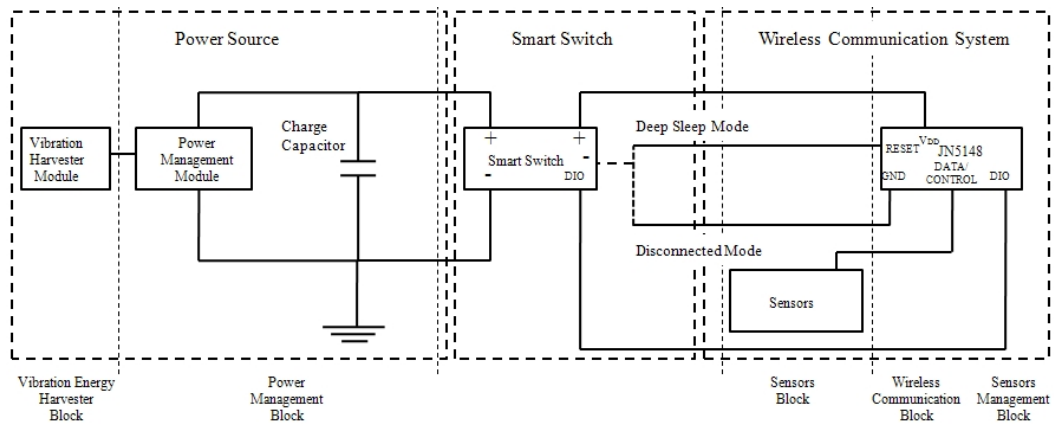 Power Source
Smart Switch
Wireless Communication System
Vibration
Harvester
Module
Power
Management
Module
Charge
Capacitor
+
+
Smart Switch
-
-
DIO
Deep Sleep Mode
Disconnected Mode
RESET
VDD
JN5148
GND
DATA/
CONTROL
DIO
Sensors
Vibration Energy
Harvester
Block
Power
Management
Block
Sensors
Block
Wireless
Communication
Block
Sensors
Management
Block